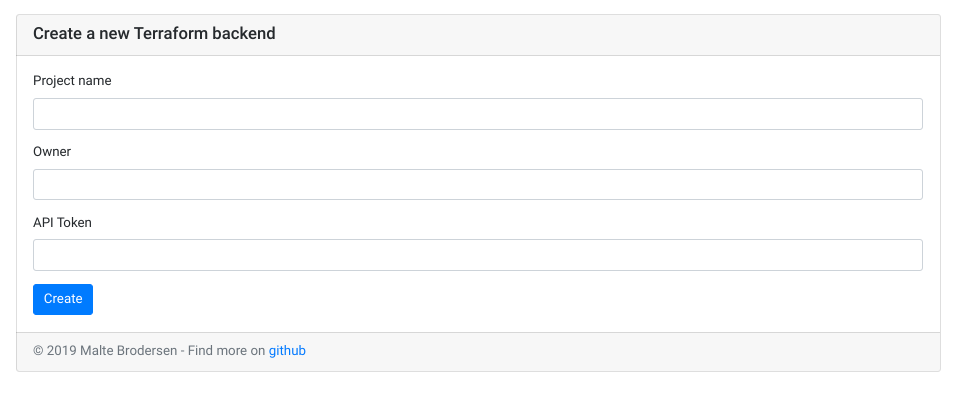 Create a new Terraform backend
Project name
Owner
API Token
Create
© 2019 Malte Brodersen - Find more on github